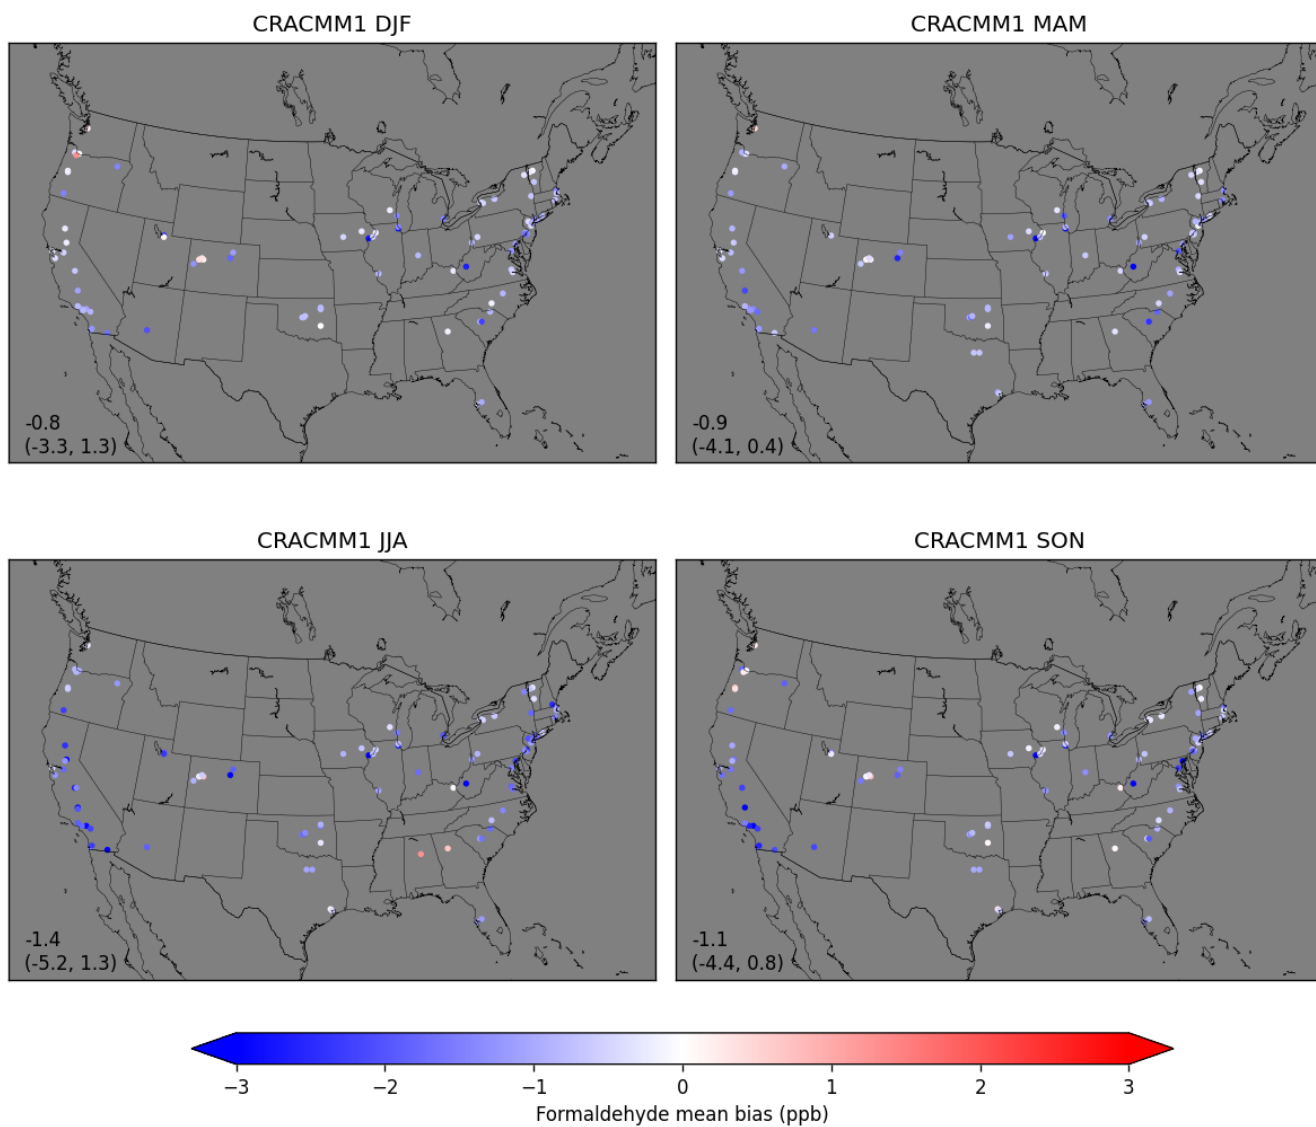 CRACMM1 DJF
CRACMM1 MAM
-0.8
(-3.3, 1.3)
-0.9
(-4.1, 0.4)
CRACMM1 JJA
CRACMM1 SON
-1.4
(-5.2, 1.3)
-1.1
(-4.4, 0.8)
−3 −2 −1 0 1 2 3
Formaldehyde mean bias (ppb)